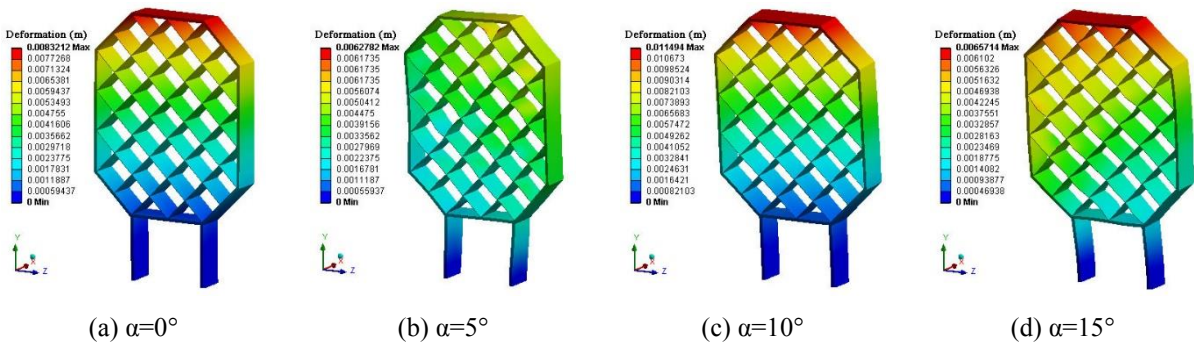 Deformation (m)
0.0083212 Max
0.0077268
0.0071324
0.0065381
0.0059437
0.0053493
0.004755
0.0041606
0.0035662
0.0029718
0.0023775
0.0017831
0.0011887
0.00059437
0 Min
Y
X
Z
(a) α=0°
Deformation (m)
0.0062782 Max
0.0061735
0.0061735
0.0061735
0.0056074
0.0050412
0.004475
0.0039156
0.0033562
0.0027969
0.0022375
0.0016781
0.0011187
0.00055937
0 Min
Y
X
Z
(b) α=5°
Deformation (m)
0.011494 Max
0.010673
0.0098524
0.0090314
0.0082103
0.0073893
0.0065683
0.0057472
0.0049262
0.0041052
0.0032841
0.0024631
0.0016421
0.00082103
0 Min
Y
X
Z
(c) α=10°
Deformation (m)
0.0065714 Max
0.006102
0.0056326
0.0051632
0.0046938
0.0042245
0.0037551
0.0032857
0.0028163
0.0023469
0.0018775
0.0014082
0.00093877
0.00046938
0 Min
Y
X
Z
(d) α=15°